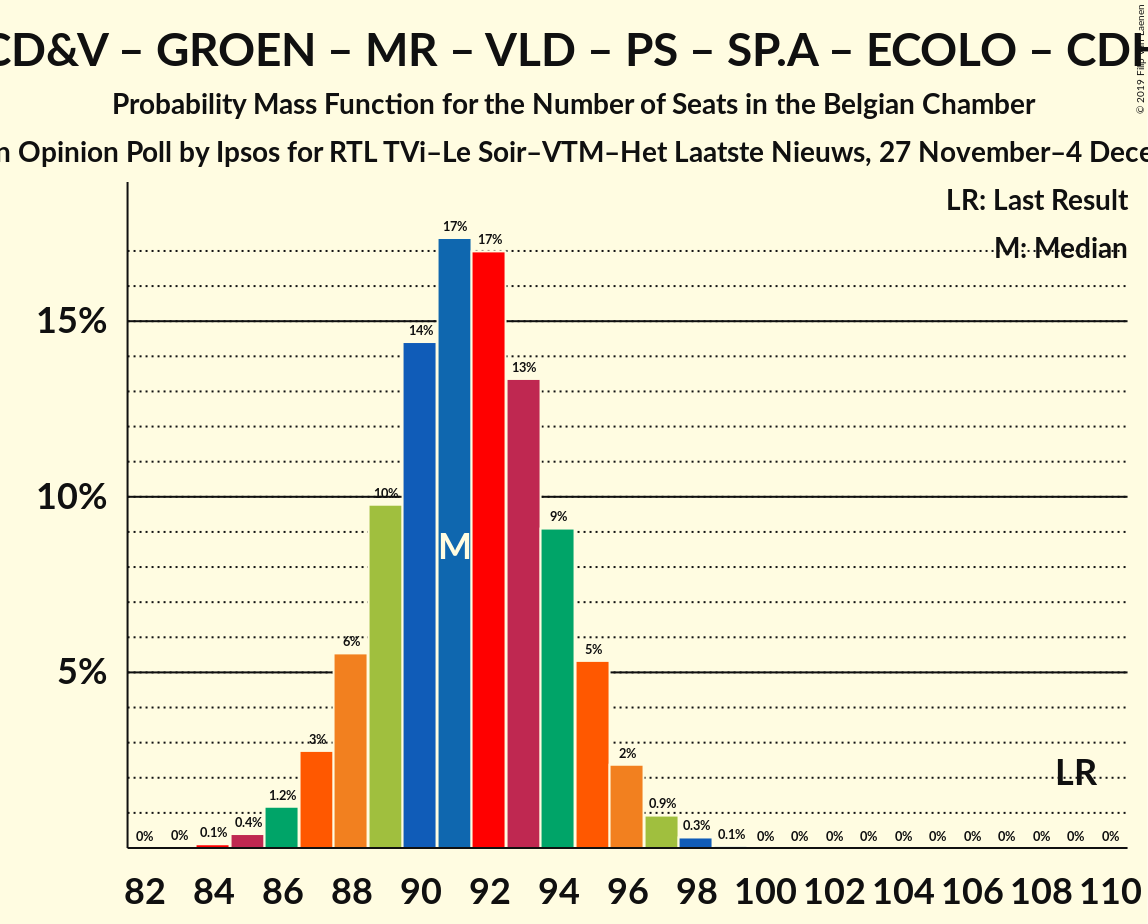 CD&V – GROEN – MR – VLD – PS – SP.A – ECOLO –
Probability Mass Function for the Number of Seats in the Belgian Chamber
Opinion Poll by Ipsos for RTL TVi–Le Soir–VTM–Het Laatste Nieuws, 27 November–4
© 2019 Filip van Laenen
LR: Last Result
M: Median
15%
10%
5%
0% 0% 0.1% 0.4% 1.2% 3% 6% 10% 14% 17% 17% 13% 9% 5% 2% 0.9% 0.3% 0.1% 0% 0% 0% 0% 0% 0% 0% 0% 0% 0% 0%
M
LR
82 84 86 88 90 92 94 96 98 100 102 104 106 108 110